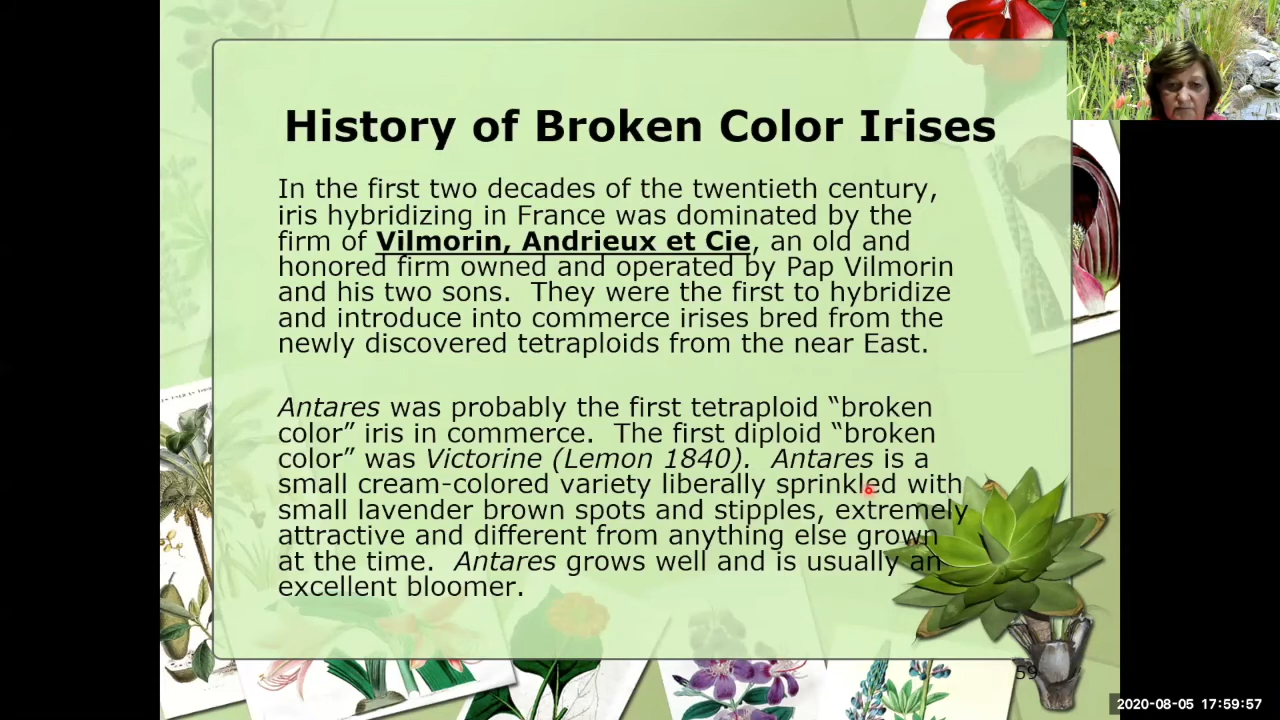 History of Broken Color Irises
In the first two decades of the twentieth century,
iris hybridizing in France was dominated by the
firm of Vilmorin, Andrieux et Cie, an old and
honored firm owned and operated by Pap Vilmorin
and his two sons.  They were the first to hybridize
and introduce into commerce irises bred from the
newly discovered tetraploids from the near East.
Antares was probably the first tetraploid “broken
color” iris in commerce.  The first diploid “broken
color” was Victorine (Lemon 1840).  Antares is a
small cream-colored variety liberally sprinkled with
small lavender brown spots and stipples, extremely
attractive and different from anything else grown
at the time.  Antares grows well and is usually an
excellent bloomer.
59
2020-08-05 17:59:57